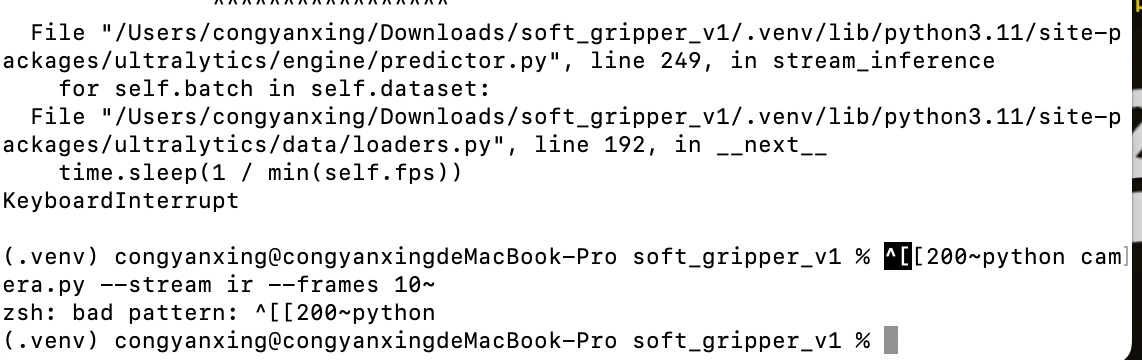 ^^^^^^^^^^^^^^^^^
  File "/Users/congyanxing/Downloads/soft_gripper_v1/.venv/lib/python3.11/site-p
ackages/ultralytics/engine/predictor.py", line 249, in stream_inference
    for self.batch in self.dataset:
  File "/Users/congyanxing/Downloads/soft_gripper_v1/.venv/lib/python3.11/site-p
ackages/ultralytics/data/loaders.py", line 192, in __next__
    time.sleep(1 / min(self.fps))
KeyboardInterrupt

(.venv) congyanxing@congyanxingdeMacBook-Pro soft_gripper_v1 % ^[[200~python cam]
era.py --stream ir --frames 10~
zsh: bad pattern: ^[[200~python
(.venv) congyanxing@congyanxingdeMacBook-Pro soft_gripper_v1 %